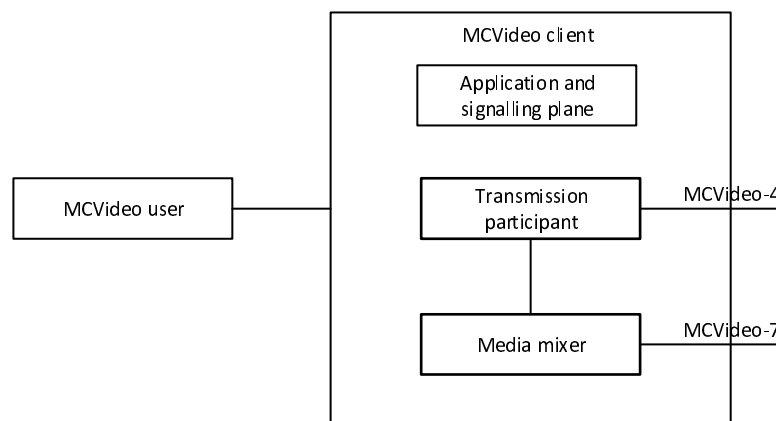 MCVideo client
Application and
signalling plane
MCVideo user
Transmission
participant
MCVideo-4
Media mixer
MCVideo-7